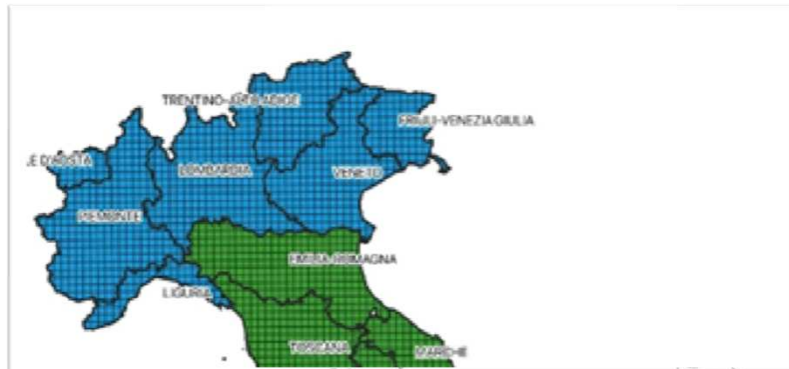 TRENTINO-ALTO ADIGE
FRIULI-VENEZIA GIULIA
E D'AOSTA
LOMBARDIA
VENETO
PIEMONTE
EMILIA-ROMAGNA
LIGURIA
TOSCANA
MARCHE